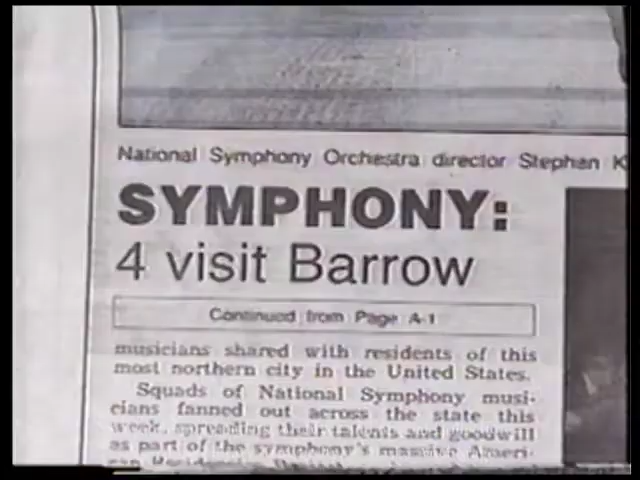 National Symphony Orchestra director Stephan K
SYMPHONY:
4 visit Barrow
Continued from Page A-1
musicians shared with residents of this
most northern city in the United States.
Squads of National Symphony musi-
cians fanned out across the state this
week, spreading their talents and goodwill
as part of the symphony's massive Ameri-